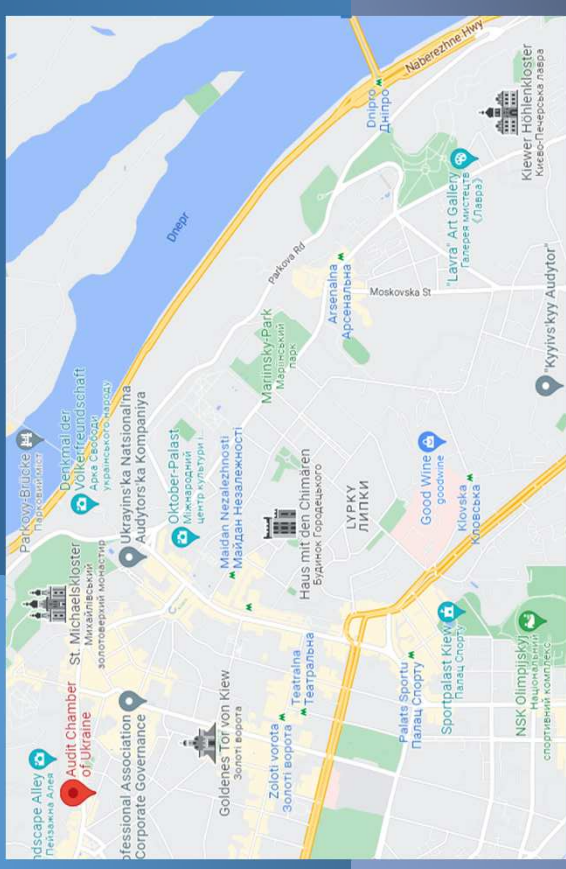 Parkovy-Brücke
Парковий міст
ndscape Alley
Пейзажна Алея
Audit Chamber
of Ukraine
Denkmal der
Völkerfreundschaft
Арка Свободи
українського народу
St. Michaelskloster
Михайлівський
золотоверхий монастир
ofessional Association
Corporate Governance
Ukrayins'ka Natsional'na
Audytors'ka Kompaniya
Dnepr
Oktober-Palast
Міжнародний
центр культури і...
Goldenes Tor von Kiew
Золоті ворота
Maidan Nezalezhnosti
Майдан Незалежності
Mariinsky-Park
Маріїнський
парк
Parkova Rd
Zoloti vorota
Золоті ворота
Teatralna
Театральна
Haus mit den Chimären
Будинок Городецького
Arsenalna
Арсенальна
LYPKY
ЛИПКИ
Dnipro
Дніпро
Naberezhne Hwy
Moskovska St
Palats Sportu
Палац Спорту
Good Wine
goodwine
"Lavra" Art Gallery
Галерея мистецтв
(Лавра)
Sportpalast Kiew
Палац Спорту
Klovska
Кловська
NSK Olimpijskyj
Національний
спортивний комплекс...
"Kyyivs'kyy Audytor"
Kiewer Höhlenkloster
Києво-Печерська лавра